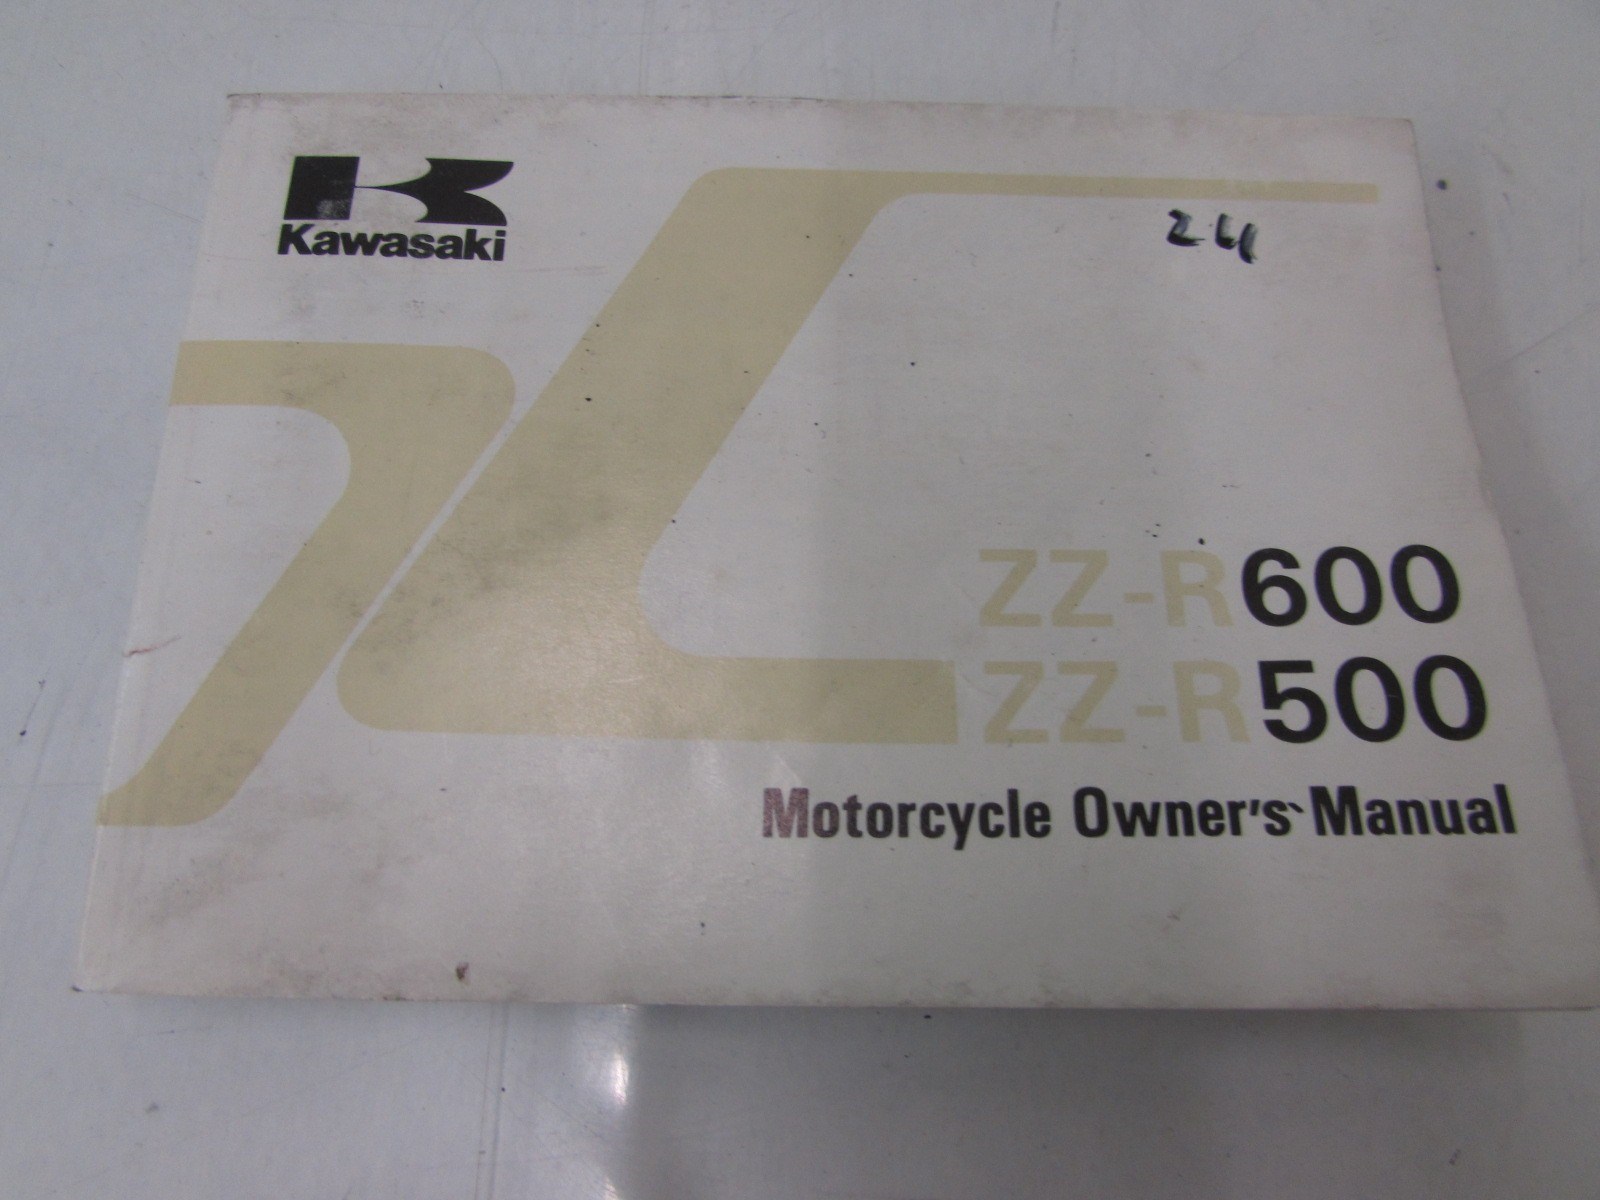 Kawasaki
24
ZZ-R600
ZZ-R500
Motorcycle Owner's Manual